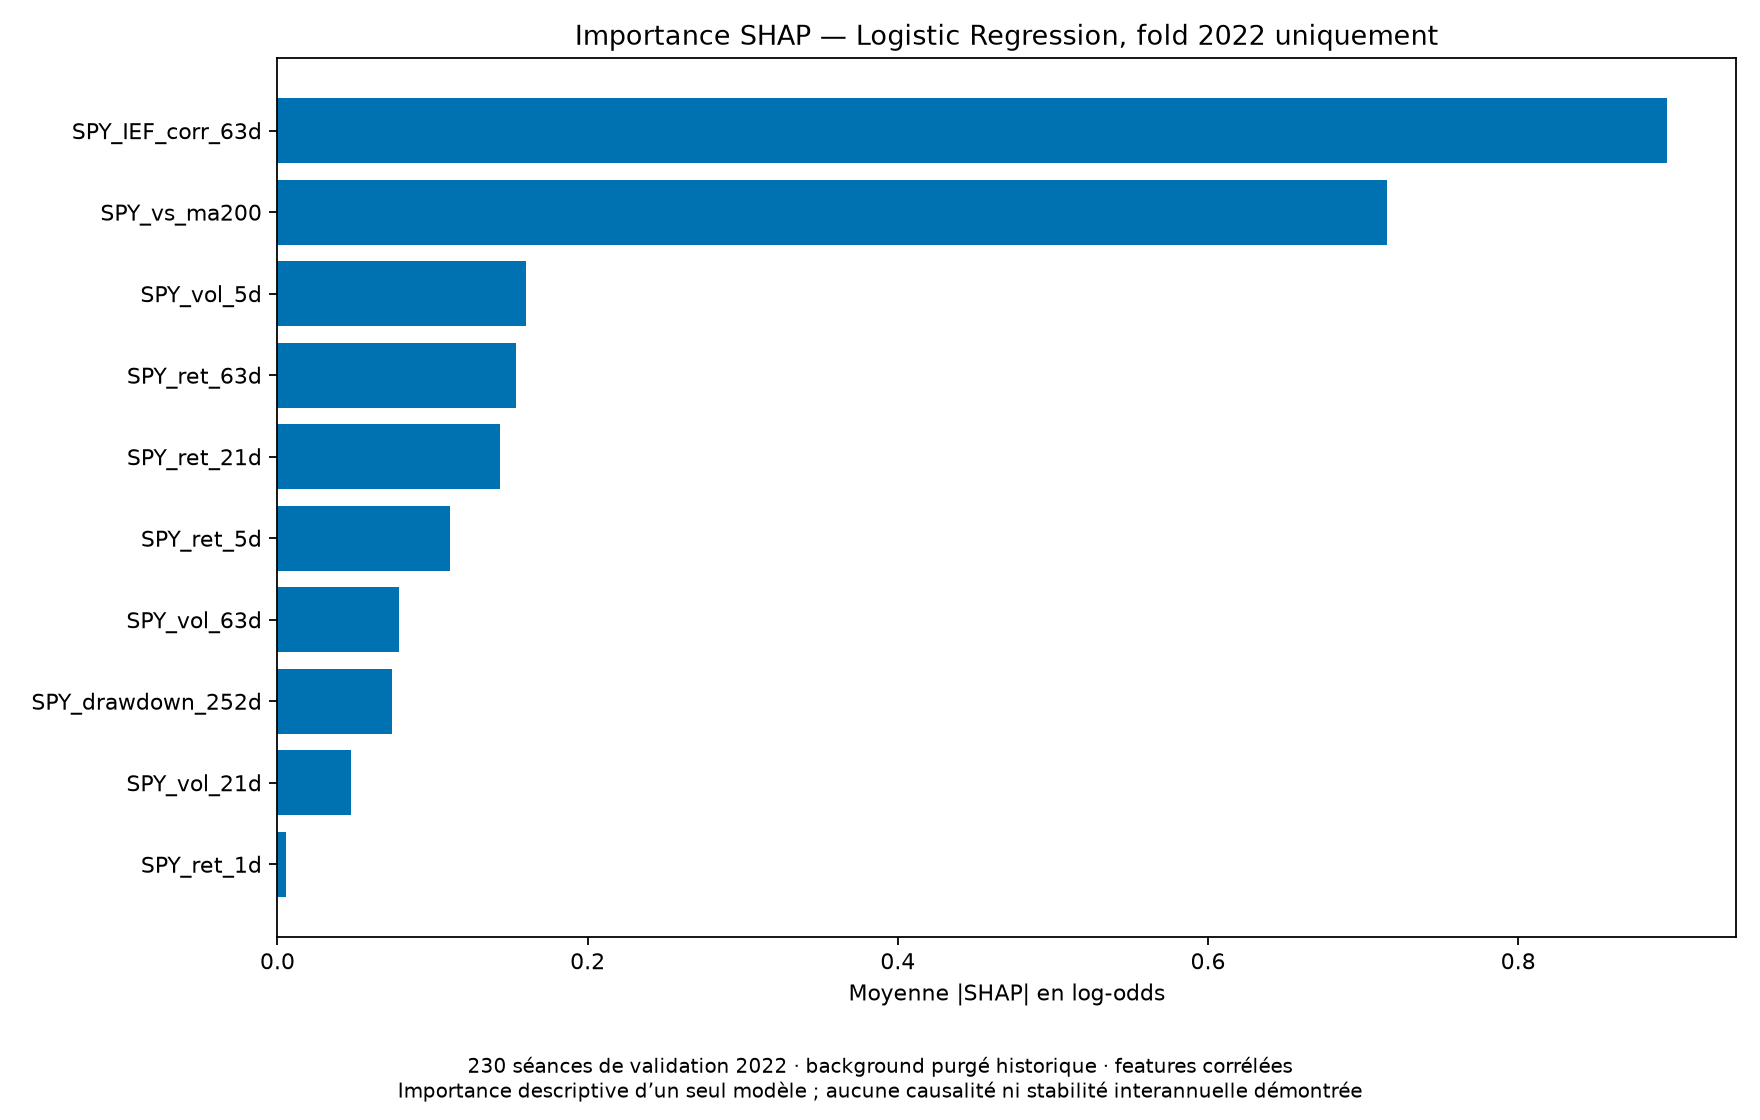 Importance SHAP — Logistic Regression, fold 2022 uniquement
SPY_IEF_corr_63d
SPY_vs_ma200
SPY_vol_5d
SPY_ret_63d
SPY_ret_21d
SPY_ret_5d
SPY_vol_63d
SPY_drawdown_252d
SPY_vol_21d
SPY_ret_1d
0.0 0.2 0.4 0.6 0.8
Moyenne |SHAP| en log-odds
230 séances de validation 2022 · background purgé historique · features corrélées
Importance descriptive d’un seul modèle ; aucune causalité ni stabilité interannuelle démontrée